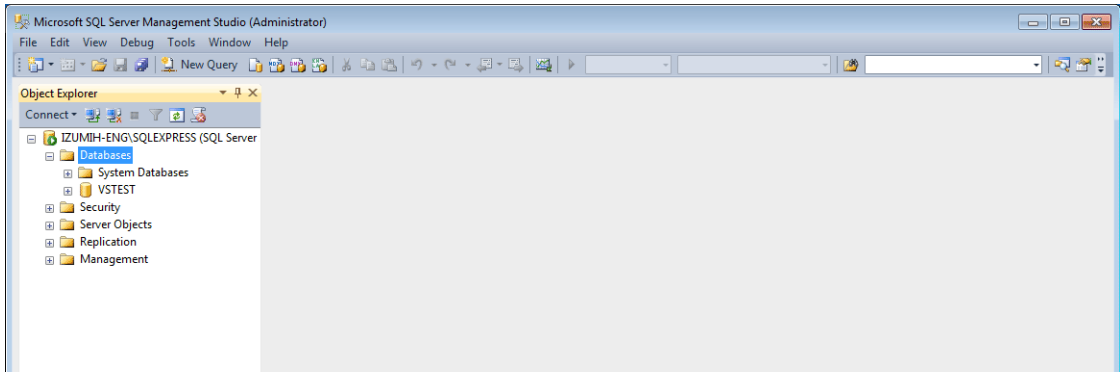 Microsoft SQL Server Management Studio (Administrator)
File Edit View Debug Tools Window Help
New Query
Object Explorer
Connect
IZUMIH-ENG\SQLEXPRESS (SQL Server
Databases
System Databases
VSTEST
Security
Server Objects
Replication
Management